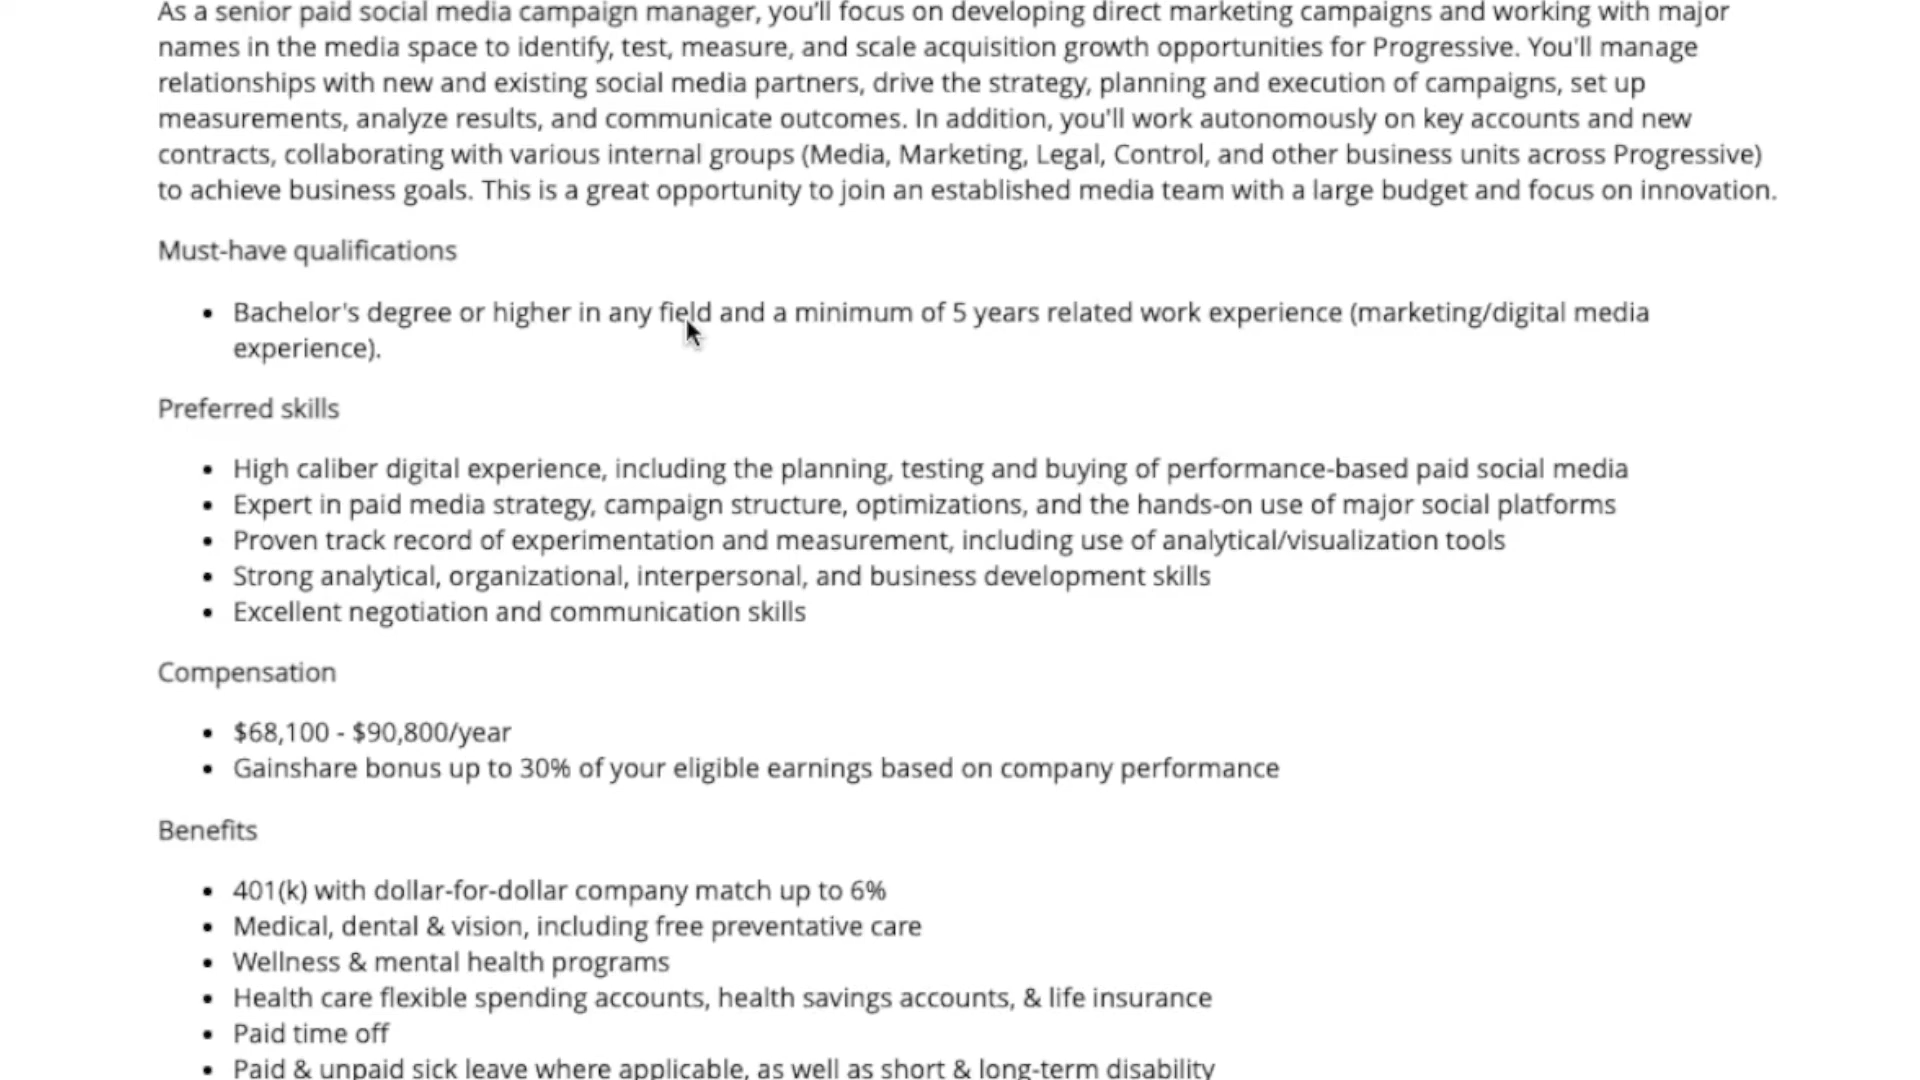 As a senior paid social media campaign manager, you'll focus on developing direct marketing campaigns and working with major
names in the media space to identify, test, measure, and scale acquisition growth opportunities for Progressive. You'll manage
relationships with new and existing social media partners, drive the strategy, planning and execution of campaigns, set up
measurements, analyze results, and communicate outcomes. In addition, you'll work autonomously on key accounts and new
contracts, collaborating with various internal groups (Media, Marketing, Legal, Control, and other business units across Progressive)
to achieve business goals. This is a great opportunity to join an established media team with a large budget and focus on innovation.
Must-have qualifications
• Bachelor's degree or higher in any field and a minimum of 5 years related work experience (marketing/digital media
experience).
Preferred skills
• High caliber digital experience, including the planning, testing and buying of performance-based paid social media
• Expert in paid media strategy, campaign structure, optimizations, and the hands-on use of major social platforms
• Proven track record of experimentation and measurement, including use of analytical/visualization tools
• Strong analytical, organizational, interpersonal, and business development skills
• Excellent negotiation and communication skills
Compensation
• $68,100 - $90,800/year
• Gainshare bonus up to 30% of your eligible earnings based on company performance
Benefits
• 401(k) with dollar-for-dollar company match up to 6%
• Medical, dental & vision, including free preventative care
• Wellness & mental health programs
• Health care flexible spending accounts, health savings accounts, & life insurance
• Paid time off
• Paid & unpaid sick leave where applicable, as well as short & long-term disability